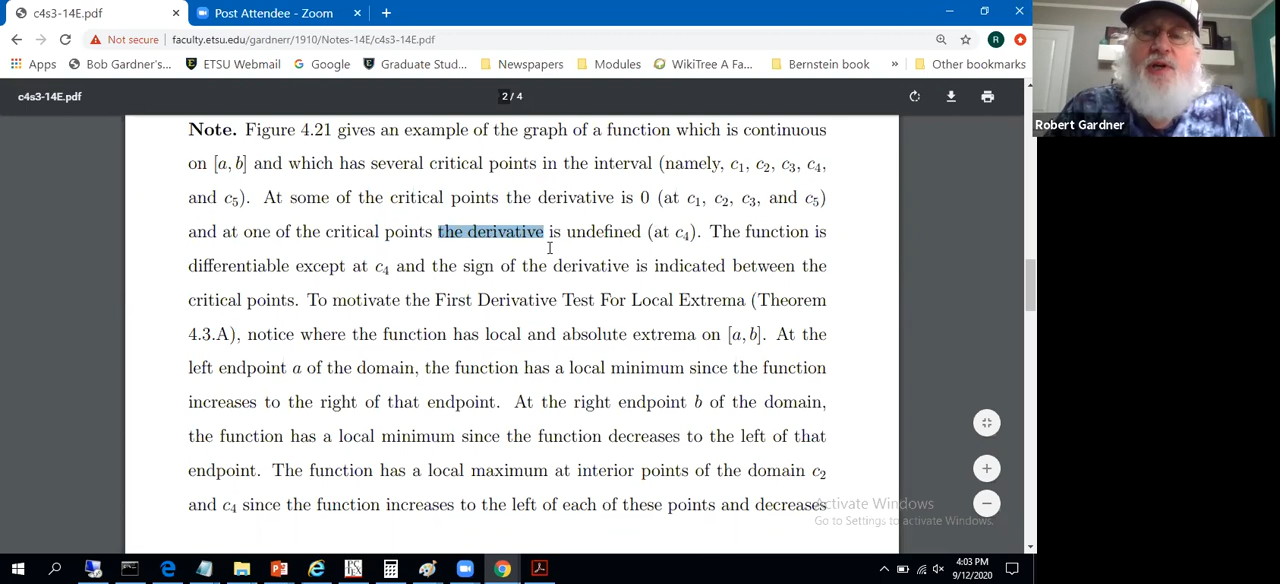 c4s3-14E.pdf
Post Attendee - Zoom
Not secure
faculty.etsu.edu/gardnerr/1910/Notes-14E/c4s3-14E.pdf
R
Apps
Bob Gardner's...
ETSU Webmail
Google
Graduate Stud...
Newspapers
Modules
WikiTree A Fa...
Bernstein book
»
Other bookmarks
c4s3-14E.pdf
2 / 4
Robert Gardner
Note. Figure 4.21 gives an example of the graph of a function which is continuous
on [a, b] and which has several critical points in the interval (namely, c₁, c₂, c₃, c₄,
and c₅). At some of the critical points the derivative is 0 (at c₁, c₂, c₃, and c₅)
and at one of the critical points the derivative is undefined (at c₄). The function is
differentiable except at c₄ and the sign of the derivative is indicated between the
critical points. To motivate the First Derivative Test For Local Extrema (Theorem
4.3.A), notice where the function has local and absolute extrema on [a, b]. At the
left endpoint a of the domain, the function has a local minimum since the function
increases to the right of that endpoint. At the right endpoint b of the domain,
the function has a local minimum since the function decreases to the left of that
endpoint. The function has a local maximum at interior points of the domain c₂
and c₄ since the function increases to the left of each of these points and decreases
Activate Windows
Go to Settings to activate Windows.
4:03 PM
9/12/2020